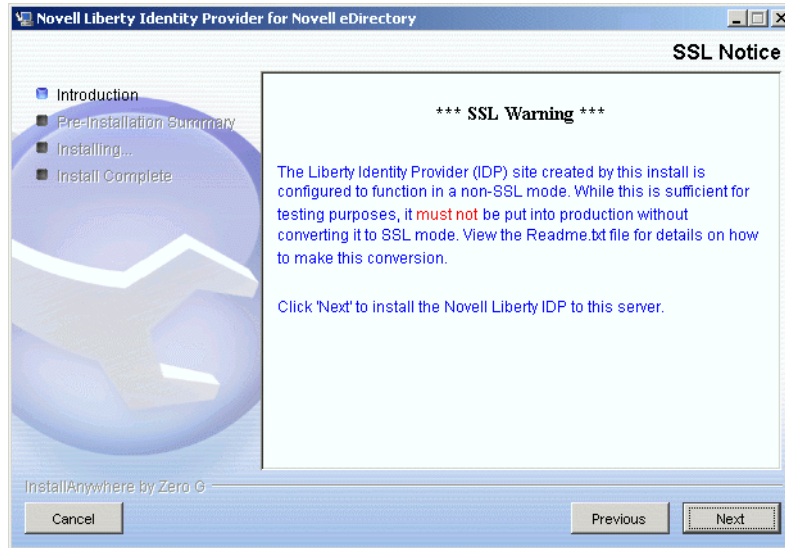 Novell Liberty Identity Provider for Novell eDirectory
SSL Notice
Introduction
Pre-Installation Summary
Installing...
Install Complete
*** SSL Warning ***
The Liberty Identity Provider (IDP) site created by this install is
configured to function in a non-SSL mode. While this is sufficient for
testing purposes, it must not be put into production without
converting it to SSL mode. View the Readme.txt file for details on how
to make this conversion.
Click 'Next' to install the Novell Liberty IDP to this server.
InstallAnywhere by Zero G
Cancel
Previous
Next